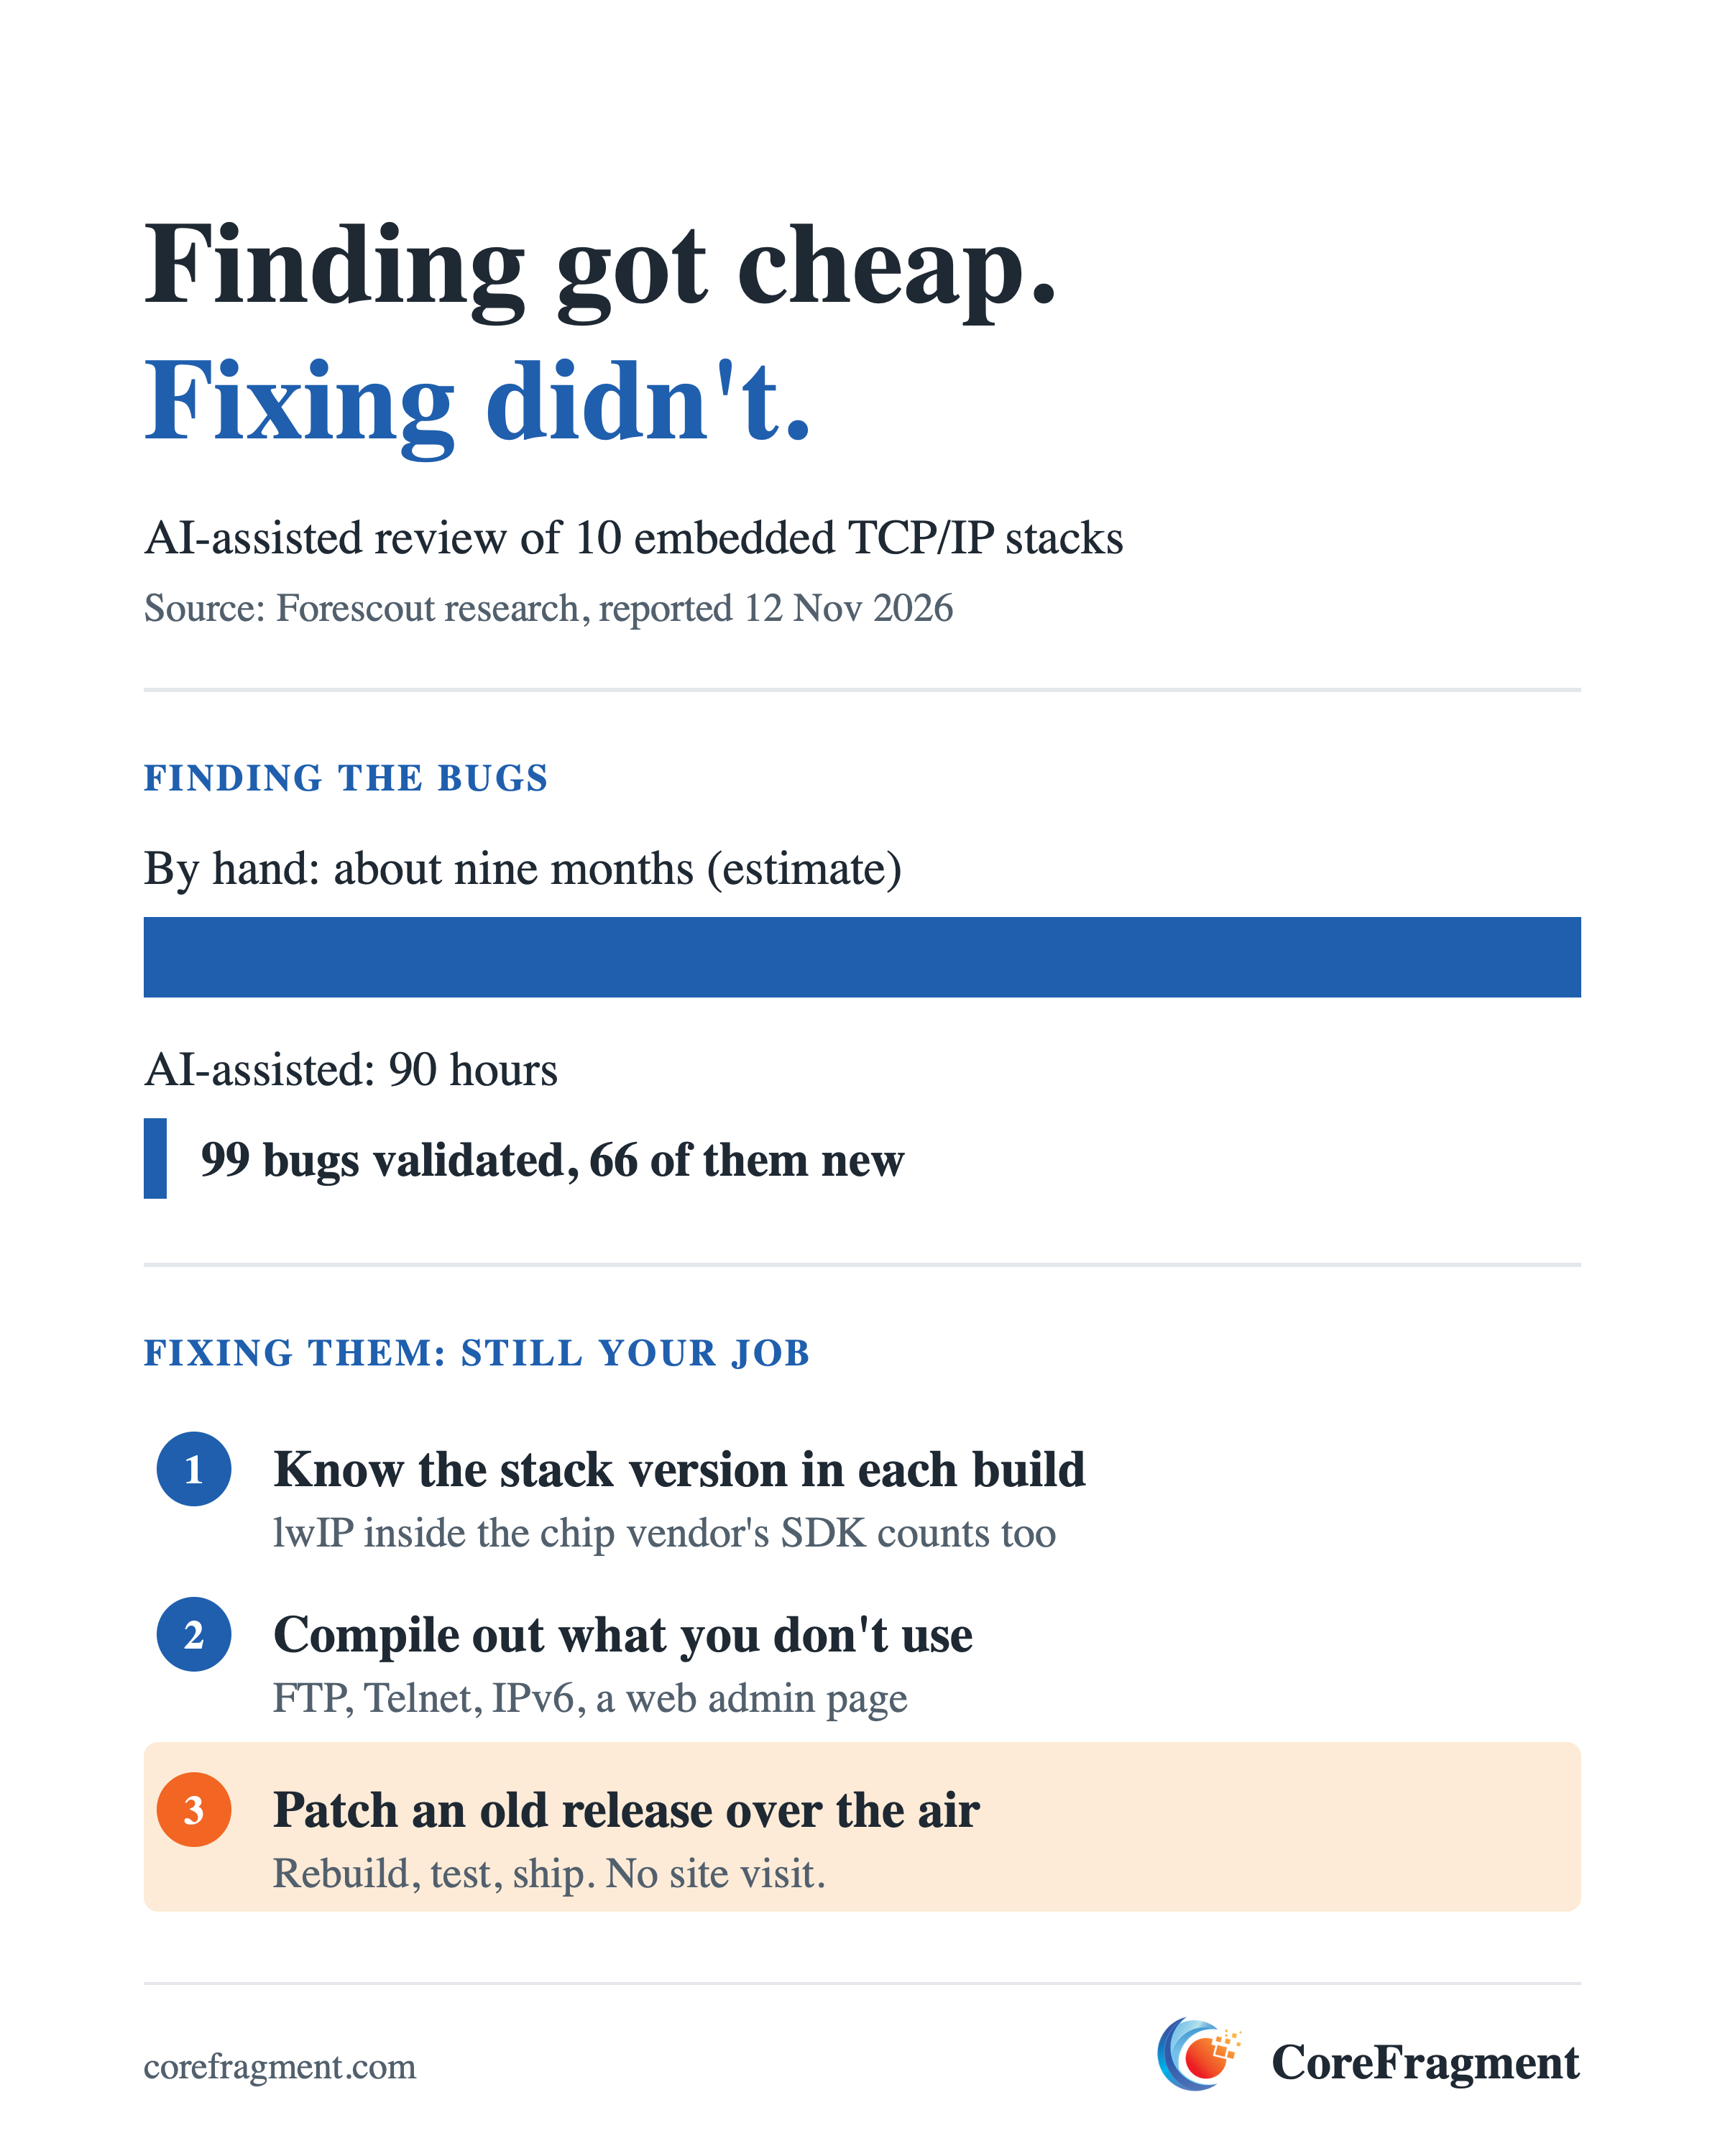 Finding got cheap.
Fixing didn't.
AI-assisted review of 10 embedded TCP/IP stacks
Source: Forescout research, reported 12 Nov 2026
FINDING THE BUGS
By hand: about nine months (estimate)
AI-assisted: 90 hours
99 bugs validated, 66 of them new
FIXING THEM: STILL YOUR JOB
1 Know the stack version in each build
lwIP inside the chip vendor's SDK counts too
2 Compile out what you don't use
FTP, Telnet, IPv6, a web admin page
3 Patch an old release over the air
Rebuild, test, ship. No site visit.
corefragment.com
CoreFragment